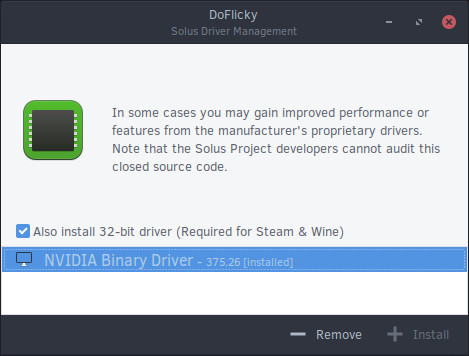 DoFlicky
Solus Driver Management
In some cases you may gain improved performance or
features from the manufacturer's proprietary drivers.
Note that the Solus Project developers cannot audit this
closed source code.
Also install 32-bit driver (Required for Steam & Wine)
NVIDIA Binary Driver - 375.26 [installed]
Remove Install